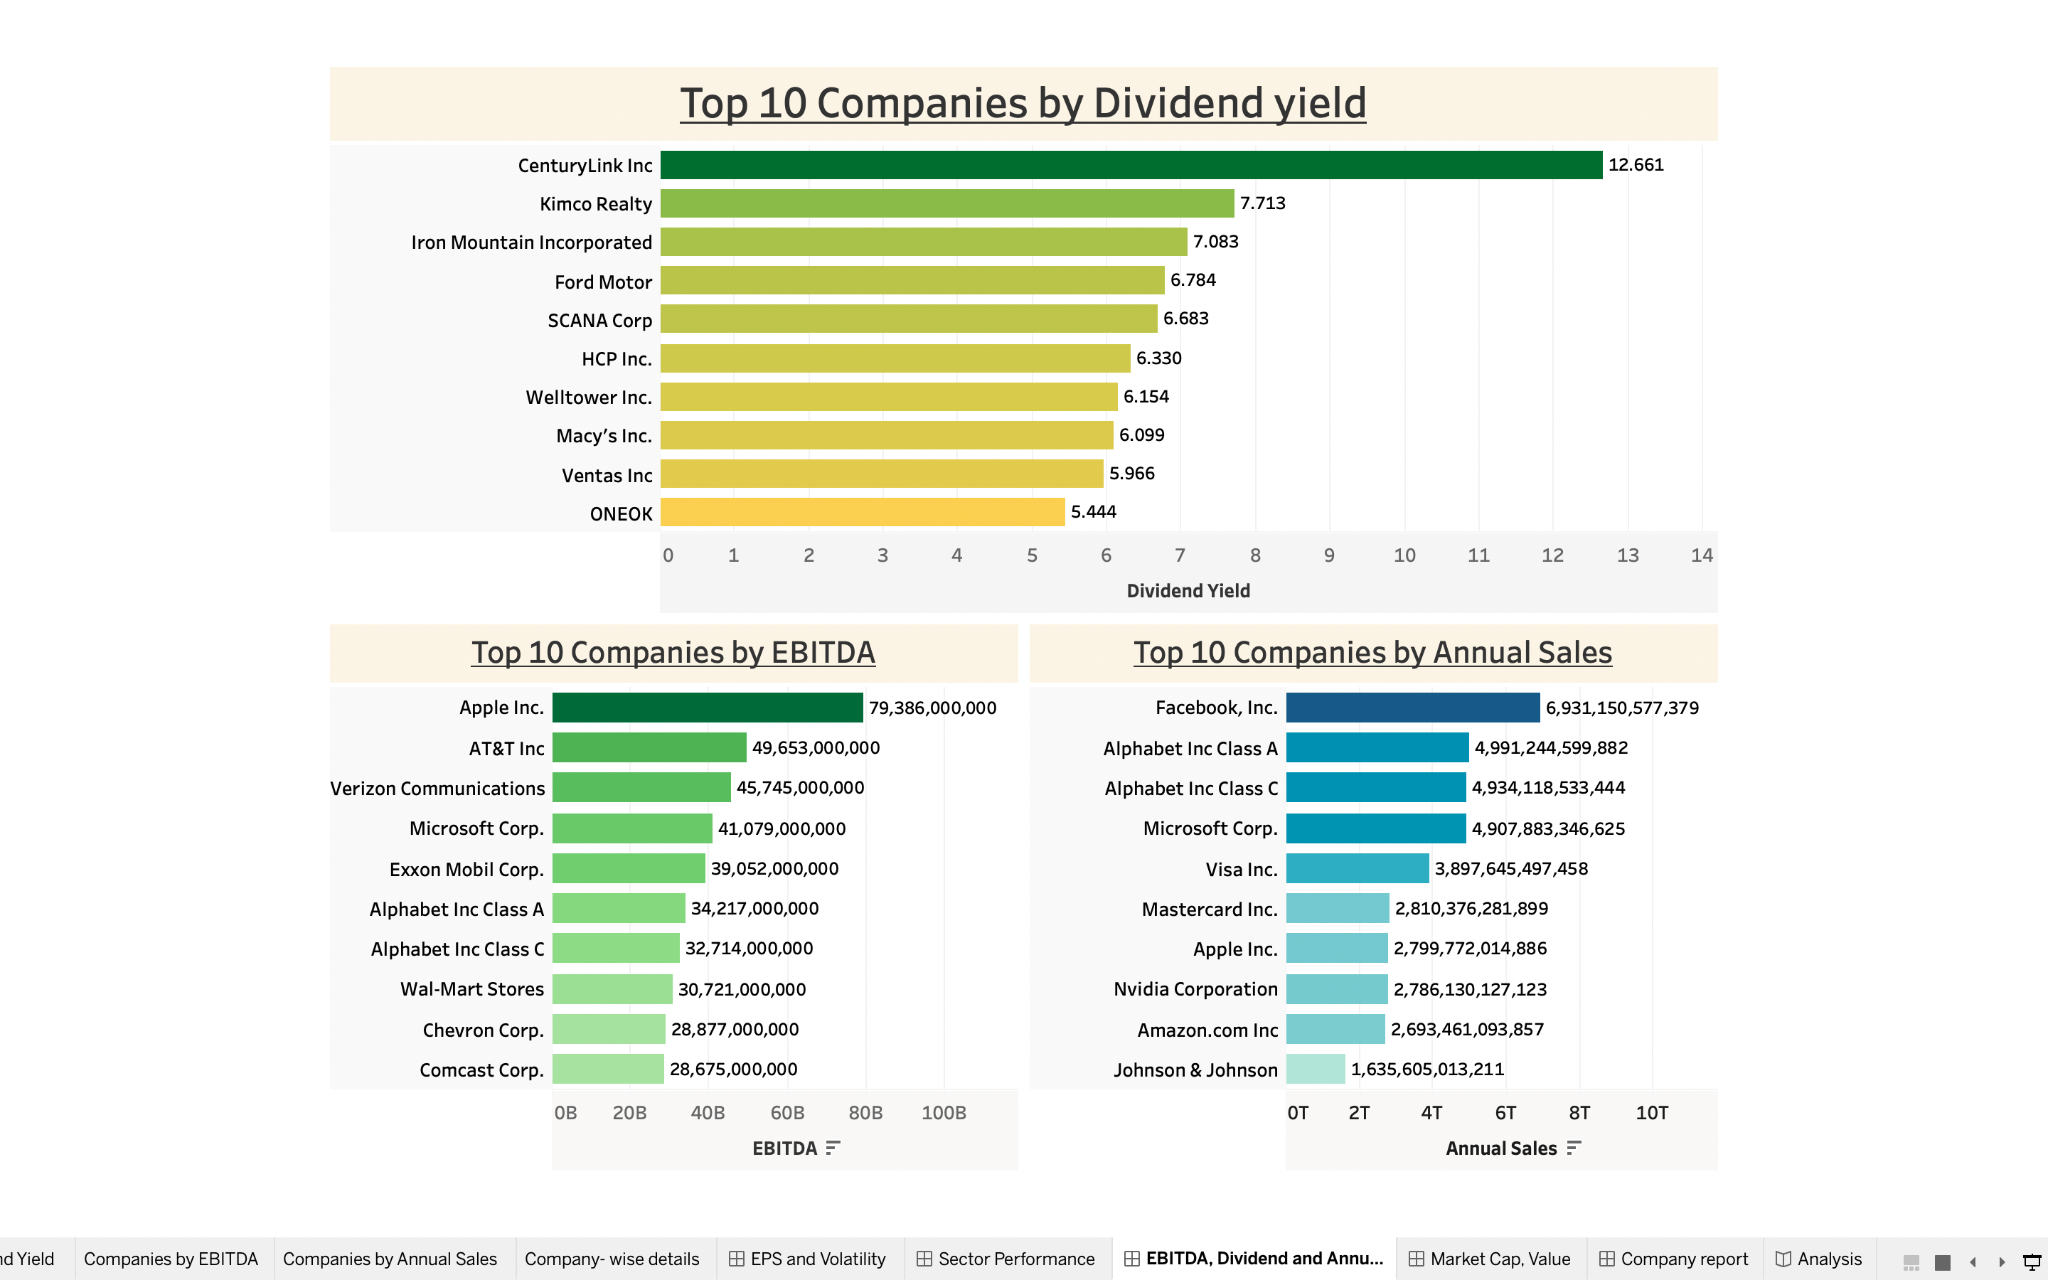 Top 10 Companies by Dividend yield
CenturyLink Inc 12.661
Kimco Realty 7.713
Iron Mountain Incorporated 7.083
Ford Motor 6.784
SCANA Corp 6.683
HCP Inc. 6.330
Welltower Inc. 6.154
Macy’s Inc. 6.099
Ventas Inc 5.966
ONEOK 5.444
0 1 2 3 4 5 6 7 8 9 10 11 12 13 14
Dividend Yield
Top 10 Companies by EBITDA
Apple Inc. 79,386,000,000
AT&T Inc 49,653,000,000
Verizon Communications 45,745,000,000
Microsoft Corp. 41,079,000,000
Exxon Mobil Corp. 39,052,000,000
Alphabet Inc Class A 34,217,000,000
Alphabet Inc Class C 32,714,000,000
Wal-Mart Stores 30,721,000,000
Chevron Corp. 28,877,000,000
Comcast Corp. 28,675,000,000
0B 20B 40B 60B 80B 100B
EBITDA
Top 10 Companies by Annual Sales
Facebook, Inc. 6,931,150,577,379
Alphabet Inc Class A 4,991,244,599,882
Alphabet Inc Class C 4,934,118,533,444
Microsoft Corp. 4,907,883,346,625
Visa Inc. 3,897,645,497,458
Mastercard Inc. 2,810,376,281,899
Apple Inc. 2,799,772,014,886
Nvidia Corporation 2,786,130,127,123
Amazon.com Inc 2,693,461,093,857
Johnson & Johnson 1,635,605,013,211
0T 2T 4T 6T 8T 10T
Annual Sales
nd Yield Companies by EBITDA Companies by Annual Sales Company- wise details EPS and Volatility Sector Performance EBITDA, Dividend and Annu... Market Cap, Value Company report Analysis